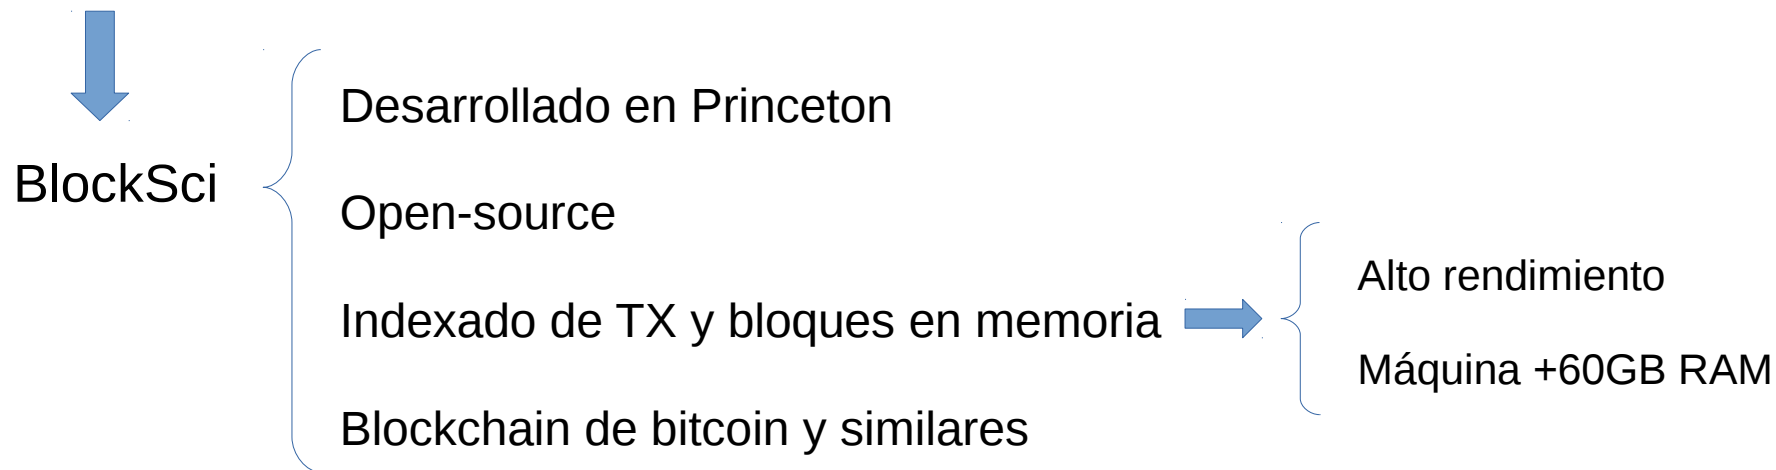 BlockSci
Desarrollado en Princeton
Open-source
Indexado de TX y bloques en memoria
Alto rendimiento
Máquina +60GB RAM
Blockchain de bitcoin y similares